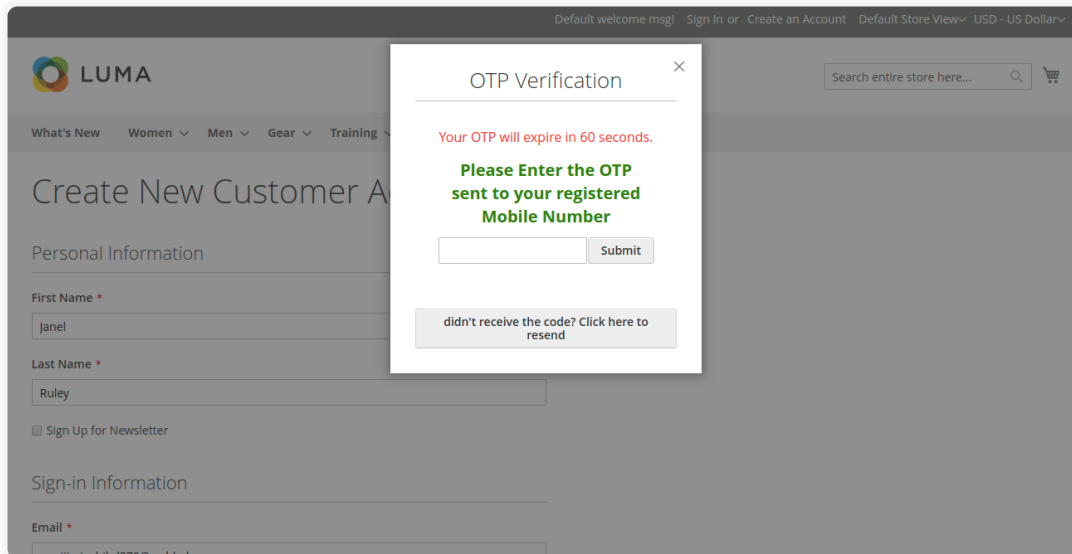 Default welcome msg! Sign In or Create an Account Default Store View USD - US Dollar
LUMA
Search entire store here...
What's New Women Men Gear Training
Create New Customer A
Personal Information
First Name *
Janel
Last Name *
Ruley
Sign Up for Newsletter
Sign-in Information
Email *
OTP Verification
Your OTP will expire in 60 seconds.
Please Enter the OTP
sent to your registered
Mobile Number
Submit
didn't receive the code? Click here to
resend